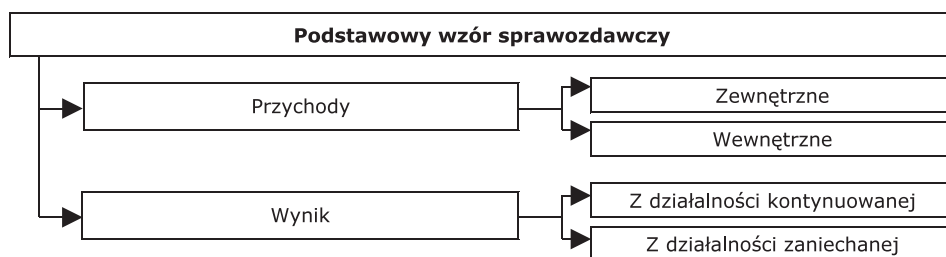 Podstawowy wzór sprawozdawczy
Przychody
Zewnętrzne
Wewnętrzne
Wynik
Z działalności kontynuowanej
Z działalności zaniechanej